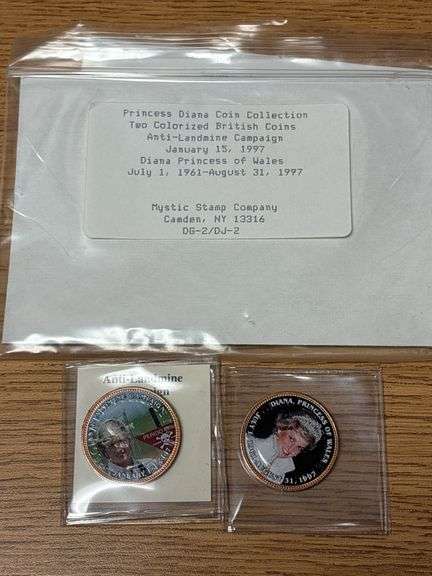 Princess Diana Coin Collection
Two Colorized British Coins
Anti-Landmine Campaign
January 15, 1997
Diana Princess of Wales
July 1, 1961-August 31, 1997
Mystic Stamp Company
Camden, NY 13316
DG-2/DJ-2
Anti-Landmine
DIANA, PRINCESS OF WALES
31, 1997